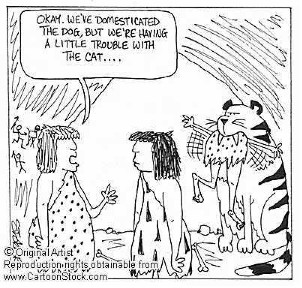 OKAY. WE'VE DOMESTICATED
THE DOG, BUT WE'RE HAVING
A LITTLE TROUBLE WITH
THE CAT....
© Original Artist
Reproduction rights obtainable from
www.CartoonStock.com